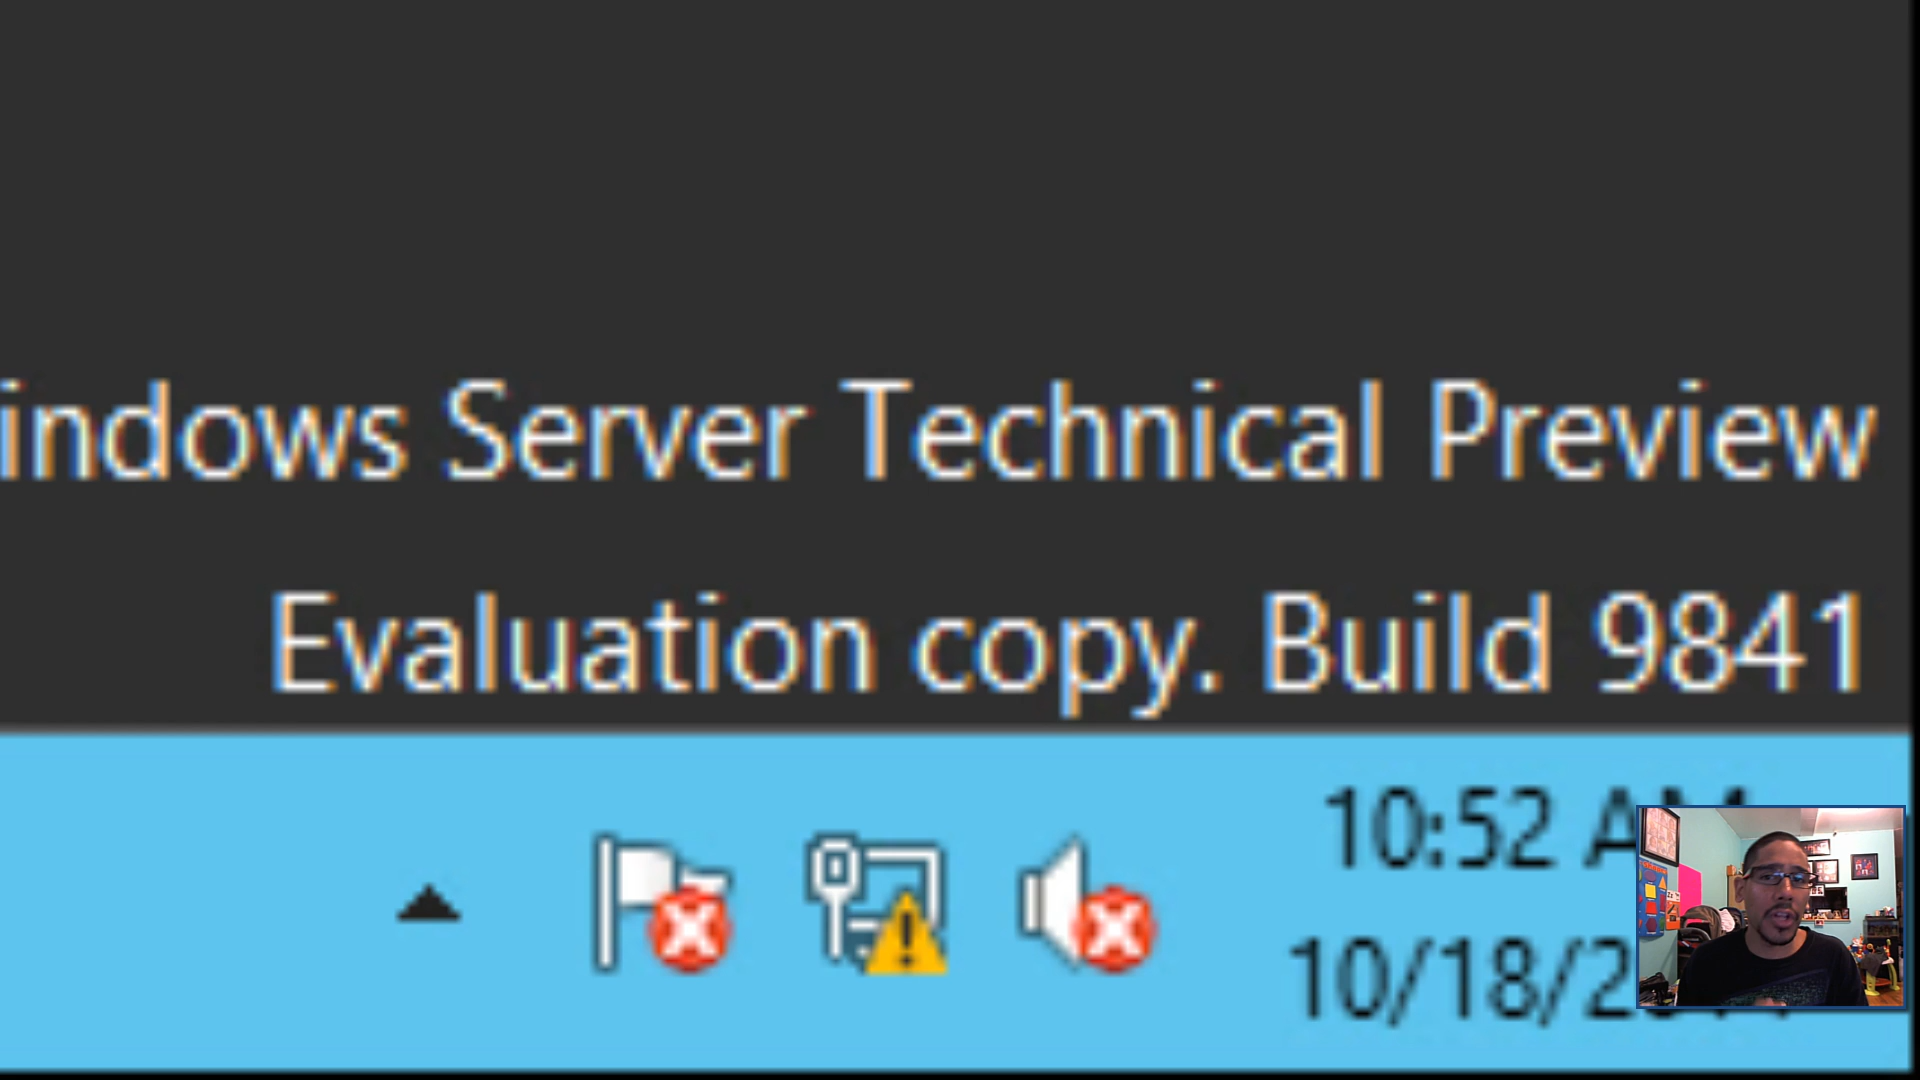 indows Server Technical Preview
Evaluation copy. Build 9841
10:52
10/18/2